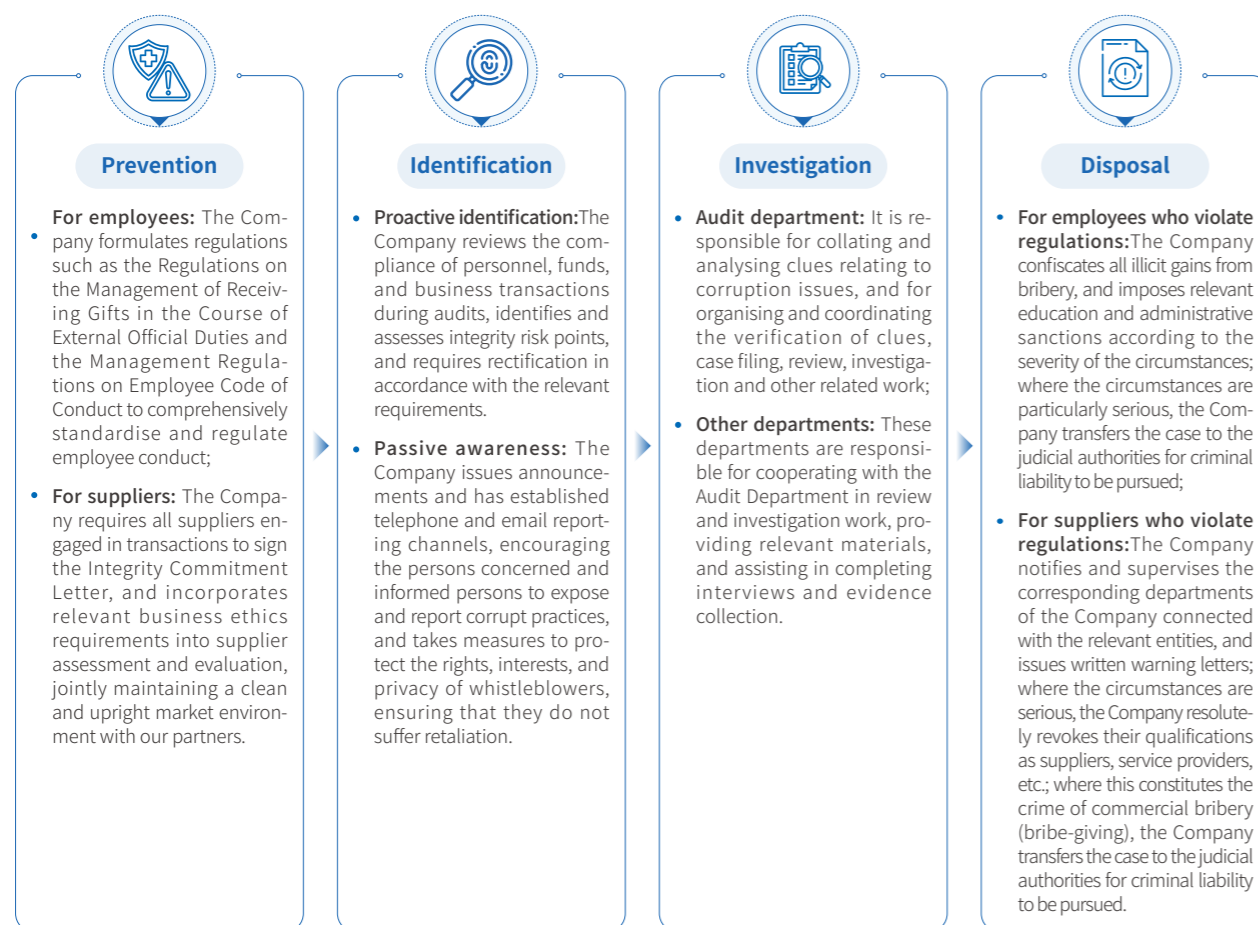 Prevention
For employees: The Com-
pany formulates regulations
such as the Regulations on
the Management of Receiv-
ing Gifts in the Course of
External Official Duties and
the Management Regula-
tions on Employee Code of
Conduct to comprehensively
standardise and regulate
employee conduct;
For suppliers: The Compa-
ny requires all suppliers en-
gaged in transactions to sign
the Integrity Commitment
Letter, and incorporates
relevant business ethics
requirements into supplier
assessment and evaluation,
jointly maintaining a clean
and upright market environ-
ment with our partners.
Identification
Proactive identification:The
Company reviews the com-
pliance of personnel, funds,
and business transactions
during audits, identifies and
assesses integrity risk points,
and requires rectification in
accordance with the relevant
requirements.
Passive awareness: The
Company issues announce-
ments and has established
telephone and email report-
ing channels, encouraging
the persons concerned and
informed persons to expose
and report corrupt practices,
and takes measures to pro-
tect the rights, interests, and
privacy of whistleblowers,
ensuring that they do not
suffer retaliation.
Investigation
Audit department: It is re-
sponsible for collating and
analysing clues relating to
corruption issues, and for
organising and coordinating
the verification of clues,
case filing, review, investiga-
tion and other related work;
Other departments: These
departments are responsi-
ble for cooperating with the
Audit Department in review
and investigation work, pro-
viding relevant materials,
and assisting in completing
interviews and evidence
collection.
Disposal
For employees who violate
regulations:The Company
confiscates all illicit gains from
bribery, and imposes relevant
education and administrative
sanctions according to the
severity of the circumstances;
where the circumstances are
particularly serious, the Com-
pany transfers the case to the
judicial authorities for criminal
liability to be pursued;
For suppliers who violate
regulations:The Company
notifies and supervises the
corresponding departments
of the Company connected
with the relevant entities, and
issues written warning letters;
where the circumstances are
serious, the Company resolute-
ly revokes their qualifications
as suppliers, service providers,
etc.; where this constitutes the
crime of commercial bribery
(bribe-giving), the Company
transfers the case to the judicial
authorities for criminal liability
to be pursued.